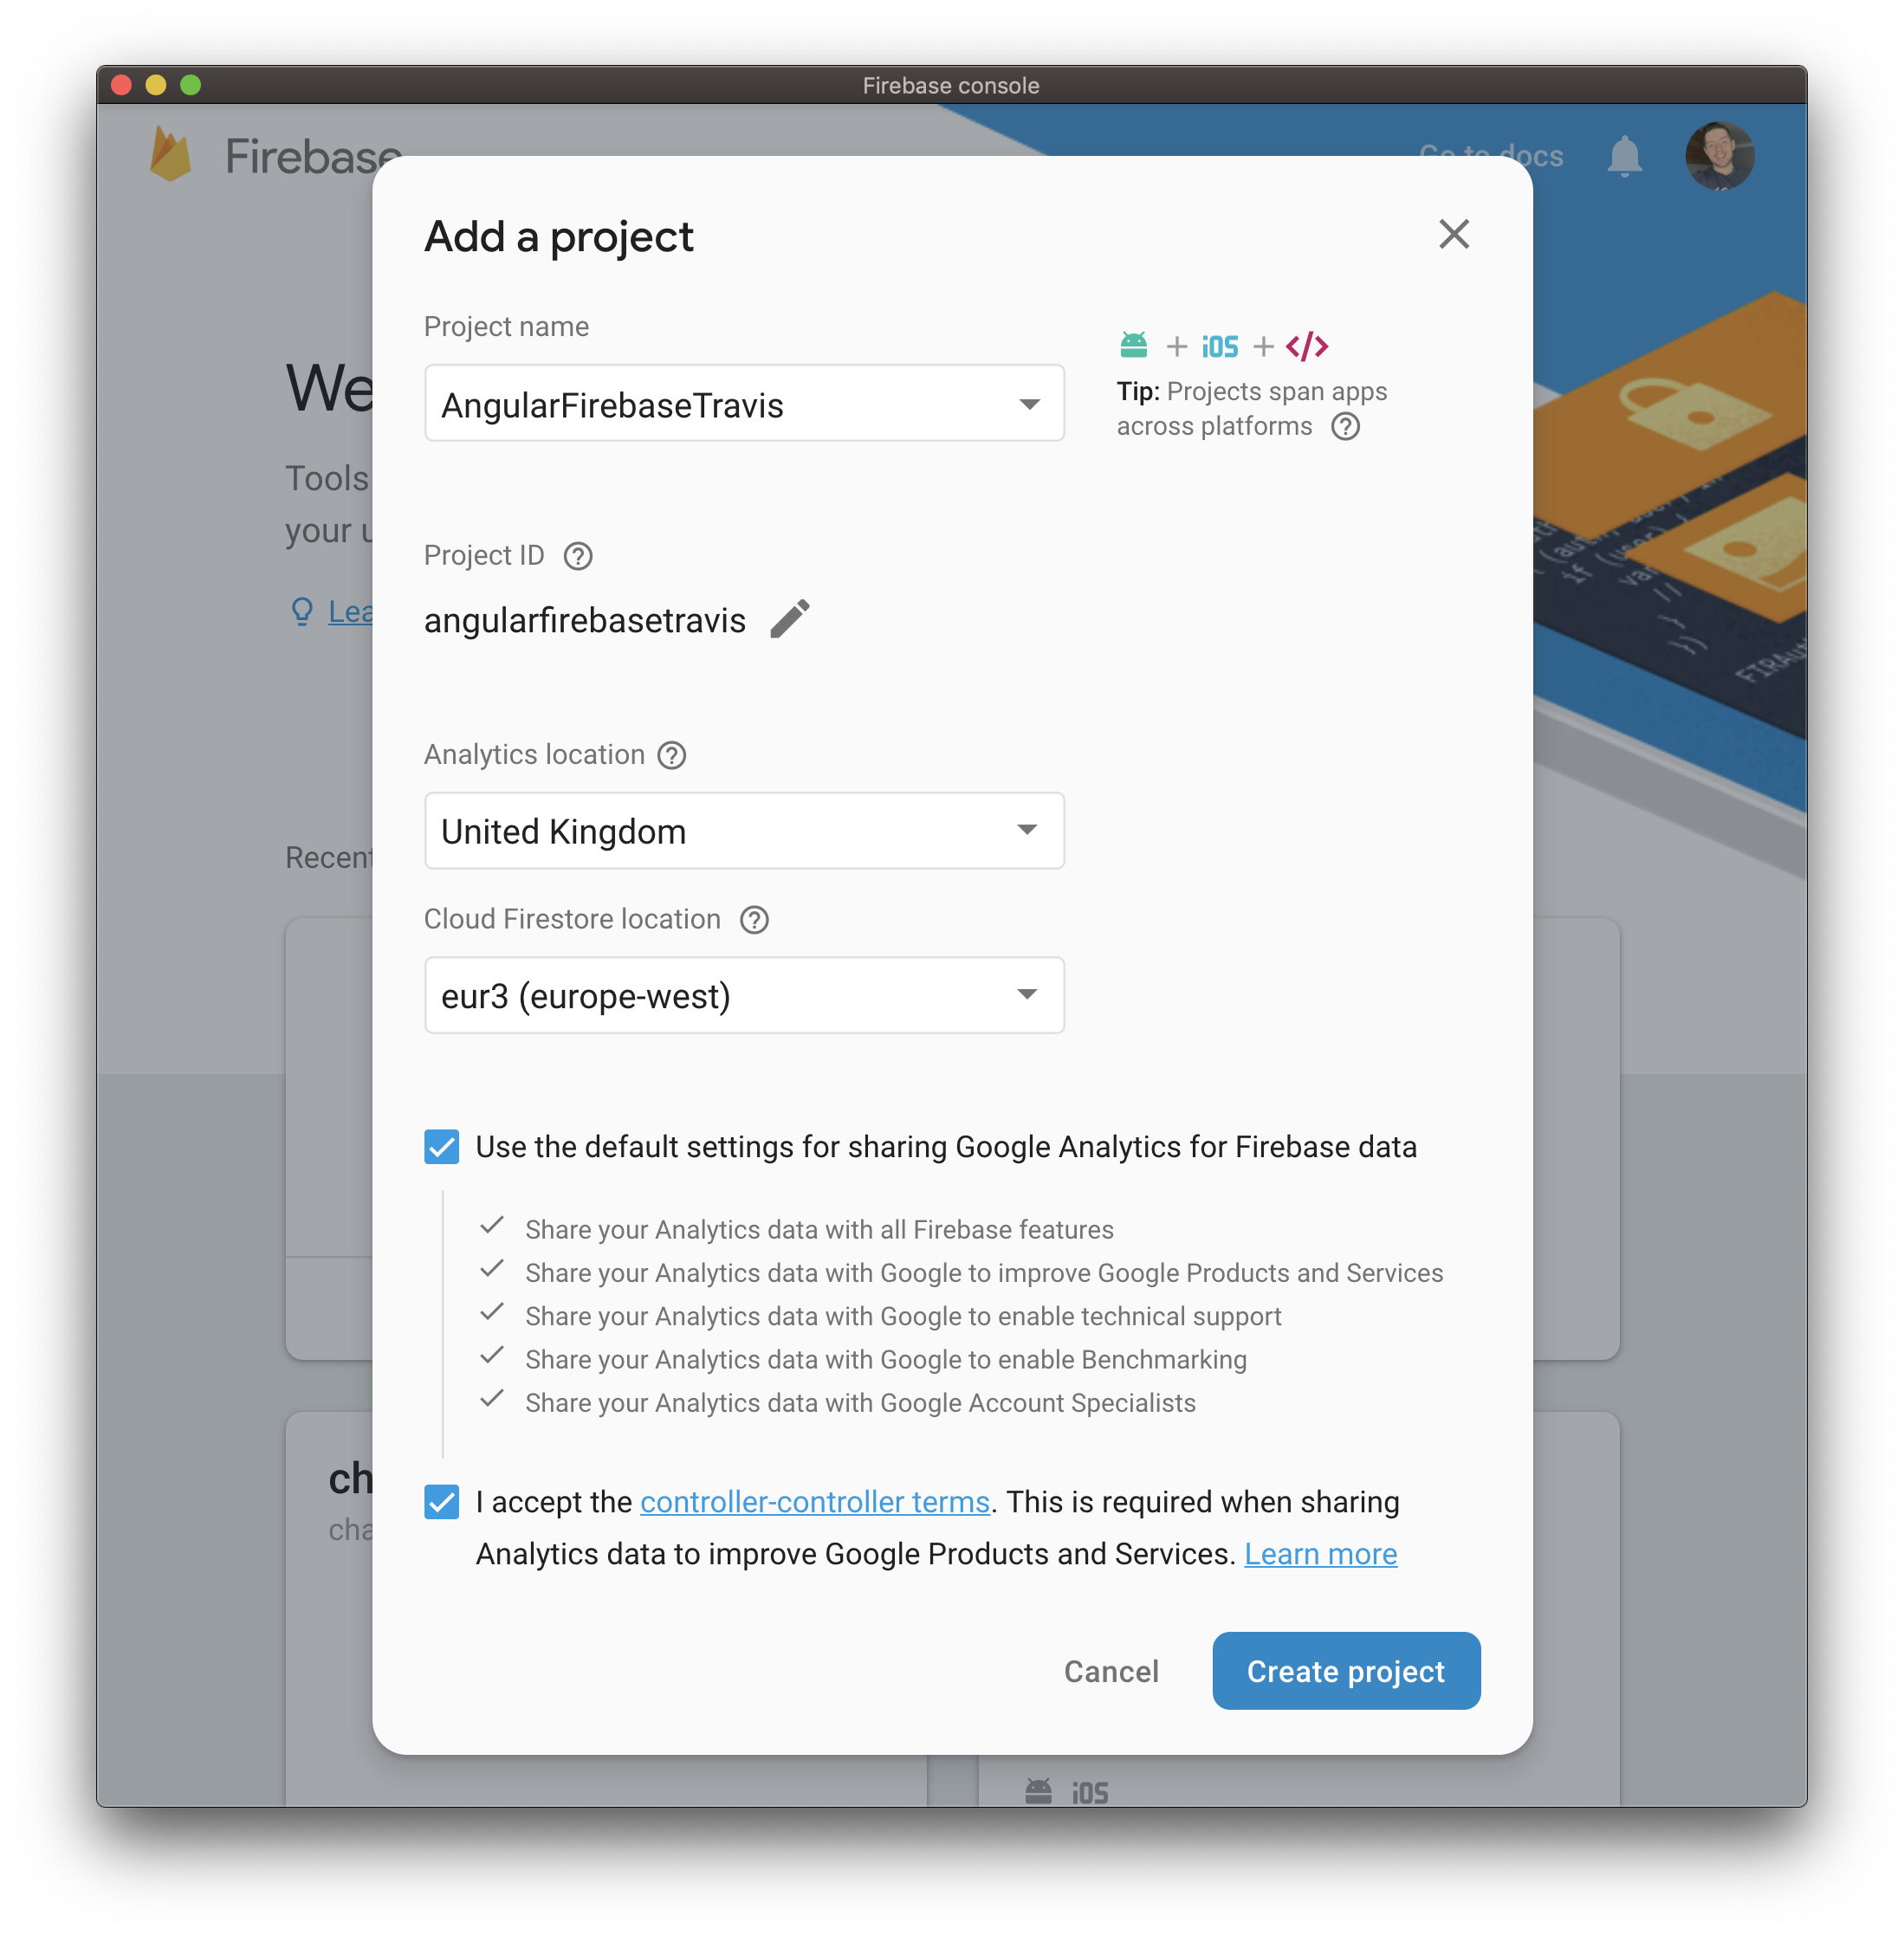 Firebase console
Firebase
Go to docs
Add a project
Project name
iOS
AngularFirebaseTravis
Tip: Projects span apps
across platforms
Tools
your
Project ID
angularfirebasetravis
Analytics location
United Kingdom
Recent
Cloud Firestore location
eur3 (europe-west)
Use the default settings for sharing Google Analytics for Firebase data
Share your Analytics data with all Firebase features
Share your Analytics data with Google to improve Google Products and Services
Share your Analytics data with Google to enable technical support
Share your Analytics data with Google to enable Benchmarking
Share your Analytics data with Google Account Specialists
I accept the controller-controller terms. This is required when sharing
Analytics data to improve Google Products and Services. Learn more
Cancel
Create project
iOS